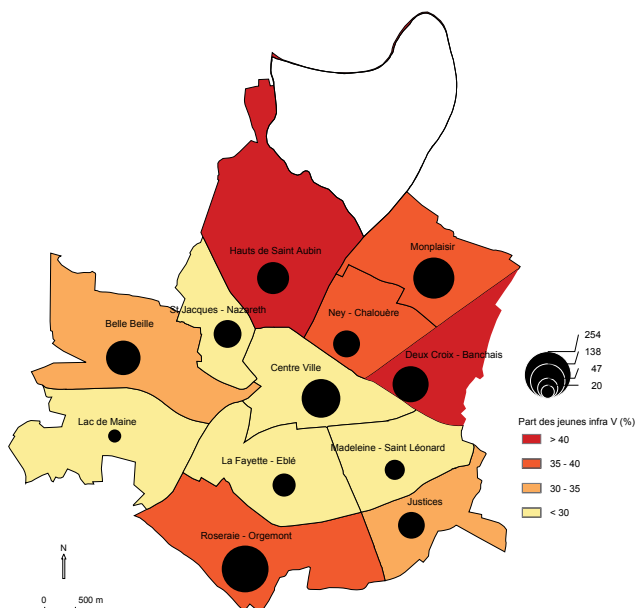 Hauts de Saint Aubin
Monplaisir
St Jacques - Nazareth
Ney - Chalouère
Belle Beille
Deux Croix - Banchais
Centre Ville
Lac de Maine
La Fayette - Eblé
Madeleine - Saint Léonard
Justices
Roseraie - Orgemont
254
138
47
20
Part des jeunes infra V (%)
> 40
35 - 40
30 - 35
< 30
N
0 500 m